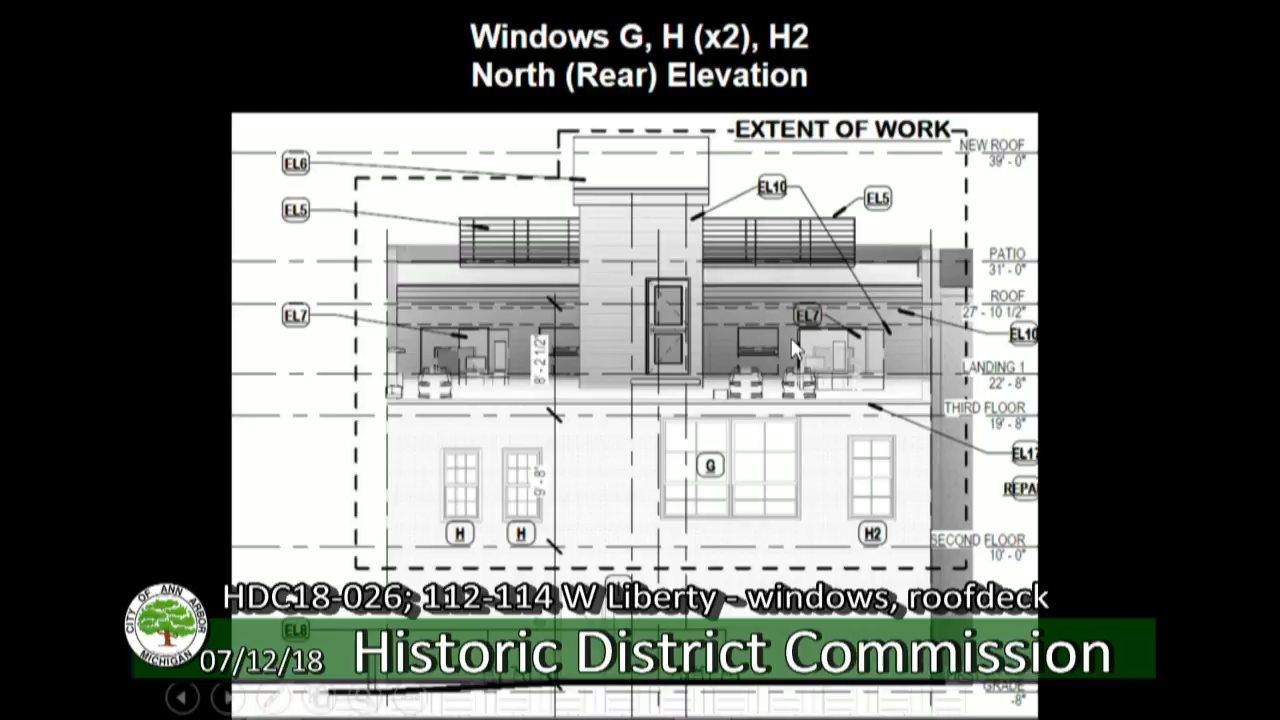 Windows G, H (x2), H2
North (Rear) Elevation
EXTENT OF WORK
NEW ROOF
39' - 0"
EL6
EL10
EL5
EL5
PATIO
31' - 0"
ROOF
27' - 10 1/2"
EL7
EL7
EL10
8' - 2 1/2"
LANDING 1
22' - 8"
THIRD FLOOR
19' - 8"
G
9' - 8"
H
H
H2
SECOND FLOOR
10' - 0"
HDC18-026; 112-114 W Liberty - windows, roofdeck
CITY OF ANN ARBOR
MICHIGAN
EL8
07/12/18 Historic District Commission
GRADE
-8"